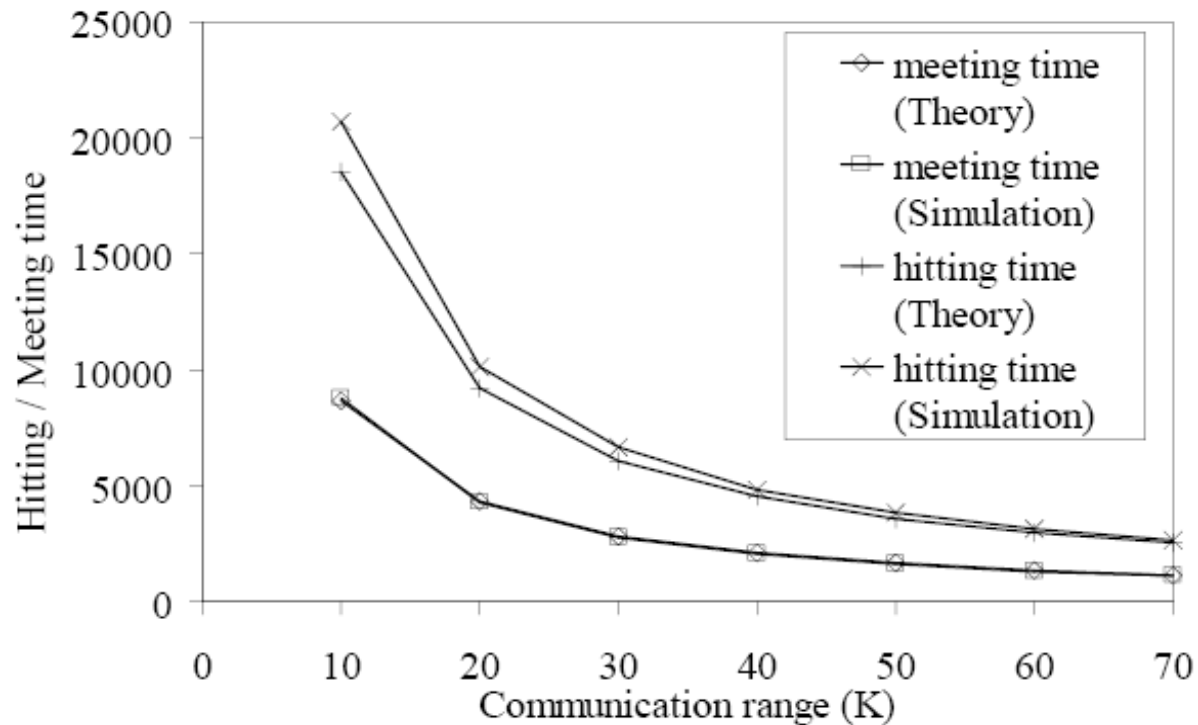 25000
20000
15000
10000
5000
0
Hitting / Meeting time
meeting time
(Theory)
meeting time
(Simulation)
hitting time
(Theory)
hitting time
(Simulation)
0 10 20 30 40 50 60 70
Communication range (K)